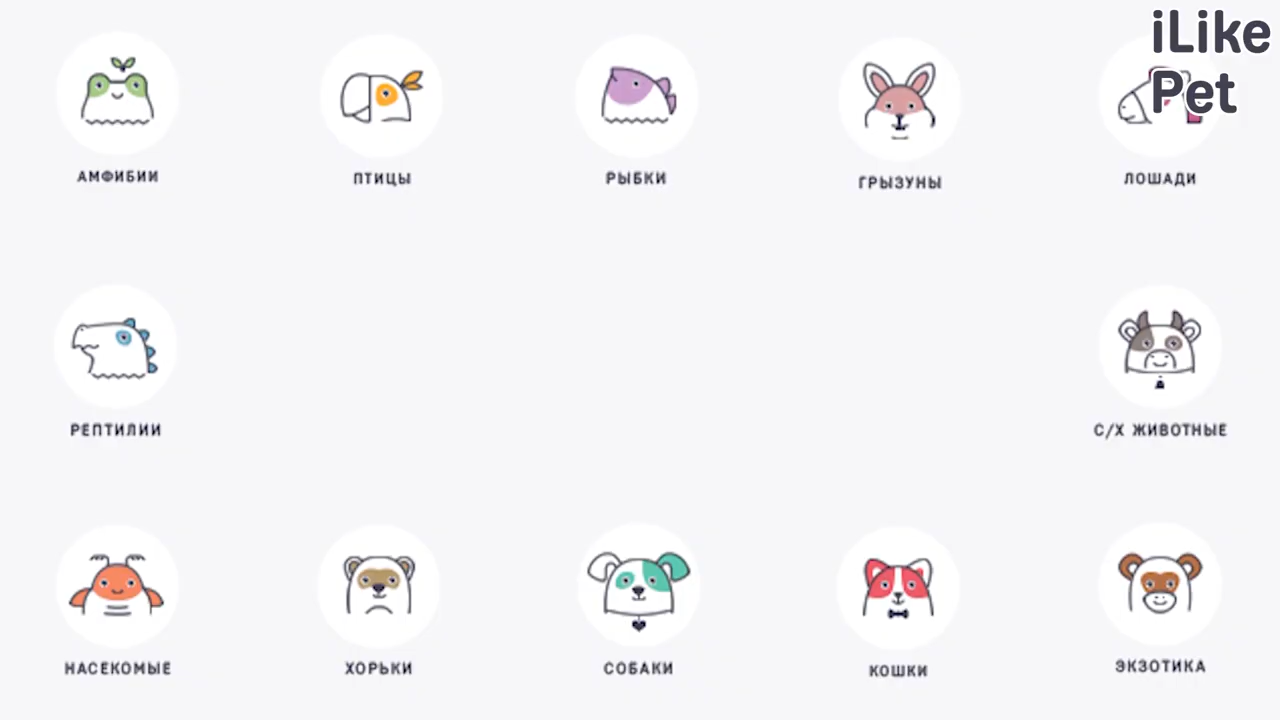 iLike
Pet
АМФИБИИ
ПТИЦЫ
РЫБКИ
ГРЫЗУНЫ
ЛОШАДИ
РЕПТИЛИИ
С/Х ЖИВОТНЫЕ
НАСЕКОМЫЕ
ХОРЬКИ
СОБАКИ
КОШКИ
ЭКЗОТИКА